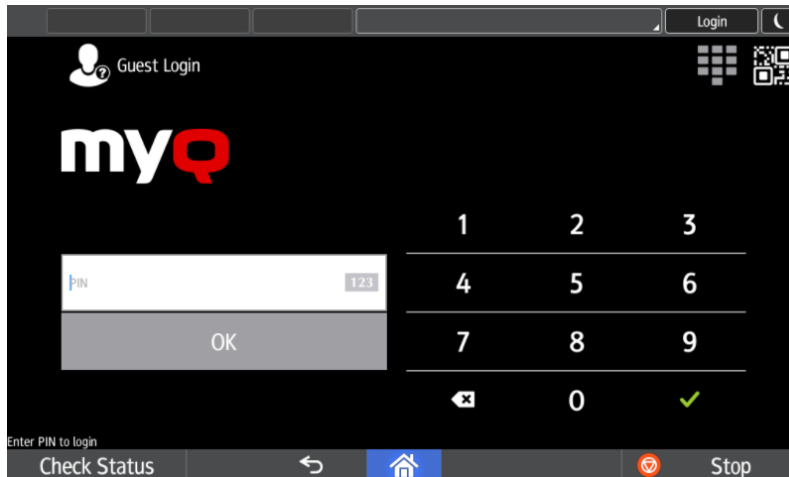 Login
Guest Login
myQ
1 2 3
PIN 123
4 5 6
OK
7 8 9
0
Enter PIN to login
Check Status Stop